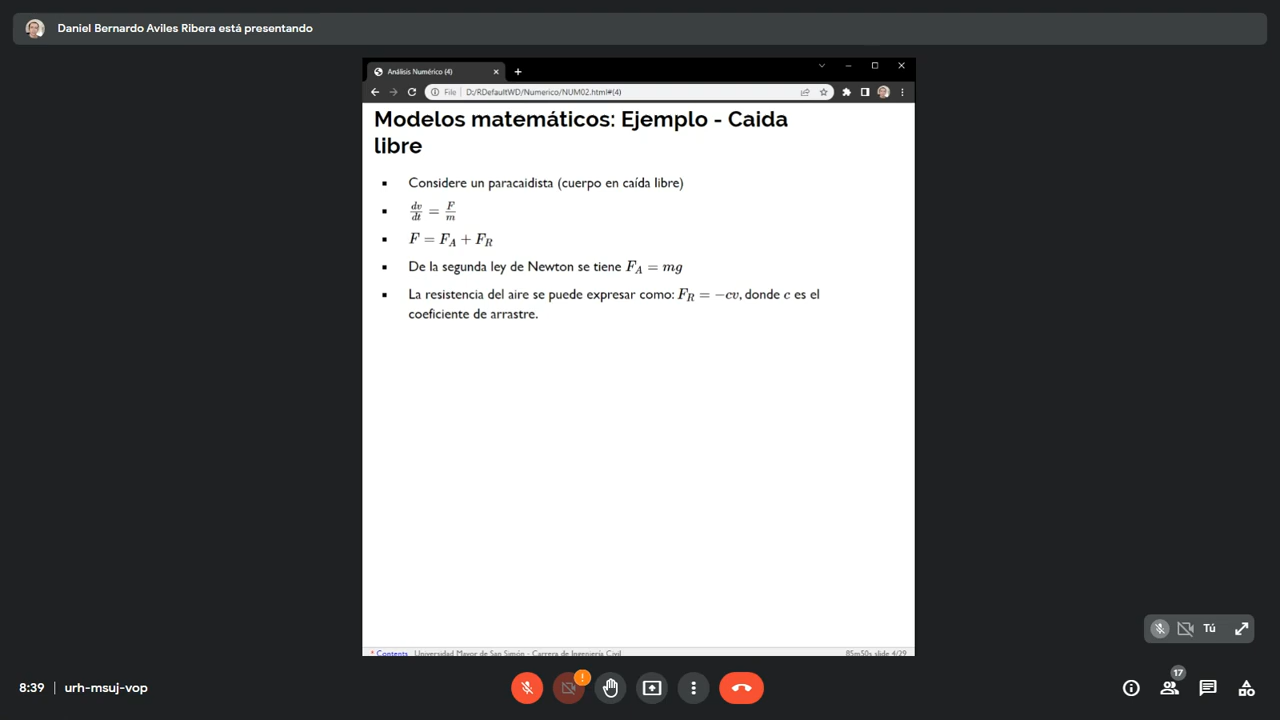 Daniel Bernardo Aviles Ribera está presentando
Análisis Numérico (4)
File | D:/RDefaultWD/Numerico/NUM02.html#(4)
Modelos matemáticos: Ejemplo - Caida
libre
▪ Considere un paracaidista (cuerpo en caída libre)
▪ dv/dt = F/m
▪ F = F_A + F_R
▪ De la segunda ley de Newton se tiene F_A = mg
▪ La resistencia del aire se puede expresar como: F_R = −cv, donde c es el
coeficiente de arrastre.
* Contents Universidad Mayor de San Simón - Carrera de Ingeniería Civil 85m50s slide 4/29
Tú
8:39 | urh-msuj-vop
17